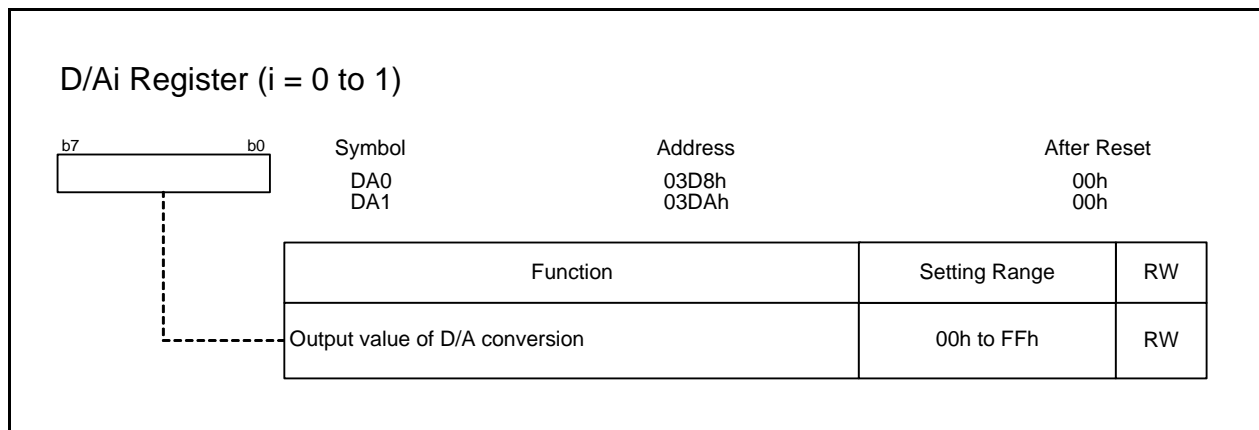 D/Ai Register (i = 0 to 1)
b7 b0 Symbol Address After Reset
DA0 03D8h 00h
DA1 03DAh 00h
Function Setting Range RW
Output value of D/A conversion 00h to FFh RW